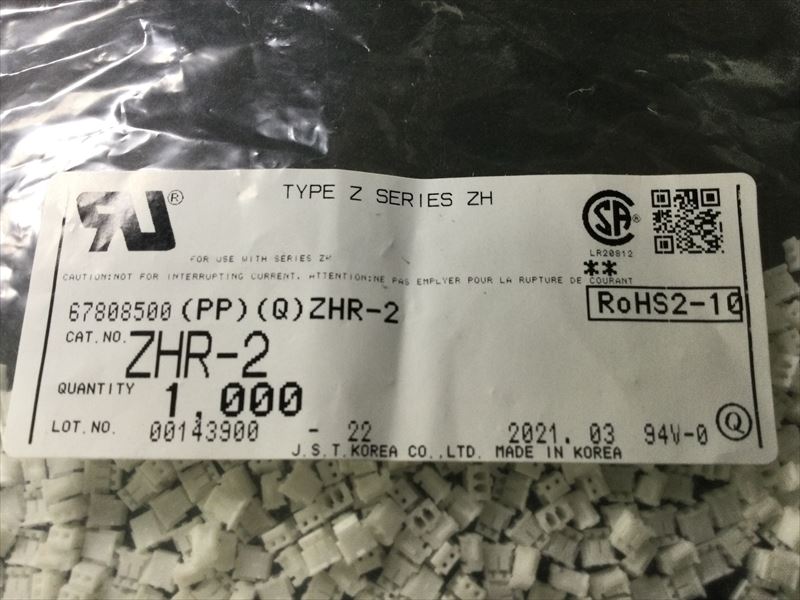 TYPE Z SERIES ZH
LR20812
FOR USE WITH SERIES ZH
**
CAUTION:NOT FOR INTERRUPTING CURRENT. ATTENTION:NE PAS EMPLYER POUR LA RUPTURE DE COURANT
67808500 (PP)(Q)ZHR-2
RoHS2-10
CAT.NO. ZHR-2
QUANTITY 1,000
LOT.NO. 00143900 - 22 2021.03 94V-0 Q
J.S.T.KOREA CO.,LTD. MADE IN KOREA